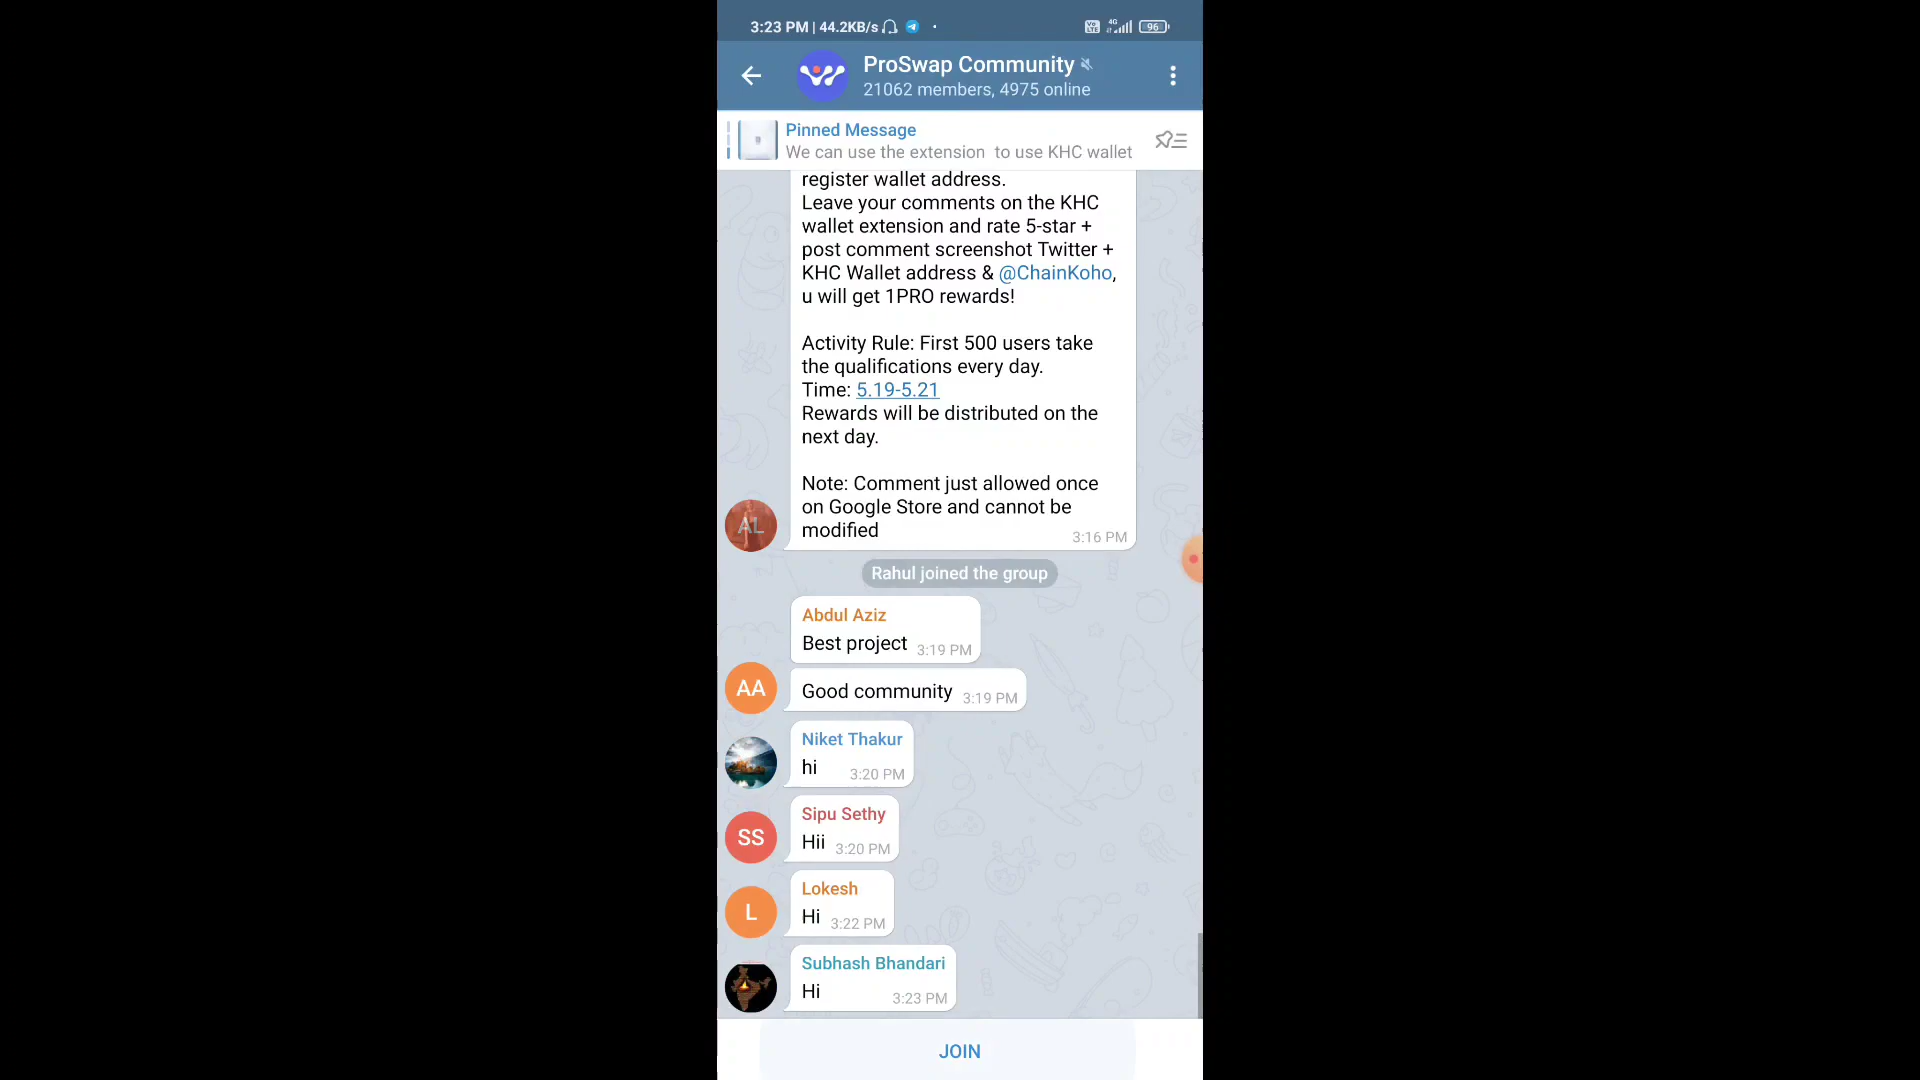 3:23 PM | 44.2KB/s
Vo LTE 4G 96
ProSwap Community
21062 members, 4975 online
Pinned Message
We can use the extension to use KHC wallet
register wallet address.
Leave your comments on the KHC
wallet extension and rate 5-star +
post comment screenshot Twitter +
KHC Wallet address & @ChainKoho,
u will get 1PRO rewards!
Activity Rule: First 500 users take
the qualifications every day.
Time: 5.19-5.21
Rewards will be distributed on the
next day.
Note: Comment just allowed once
on Google Store and cannot be
modified
3:16 PM
AL
Rahul joined the group
Abdul Aziz
Best project 3:19 PM
AA
Good community 3:19 PM
Niket Thakur
hi 3:20 PM
Sipu Sethy
SS
Hii 3:20 PM
Lokesh
L
Hi 3:22 PM
Subhash Bhandari
Hi 3:23 PM
JOIN